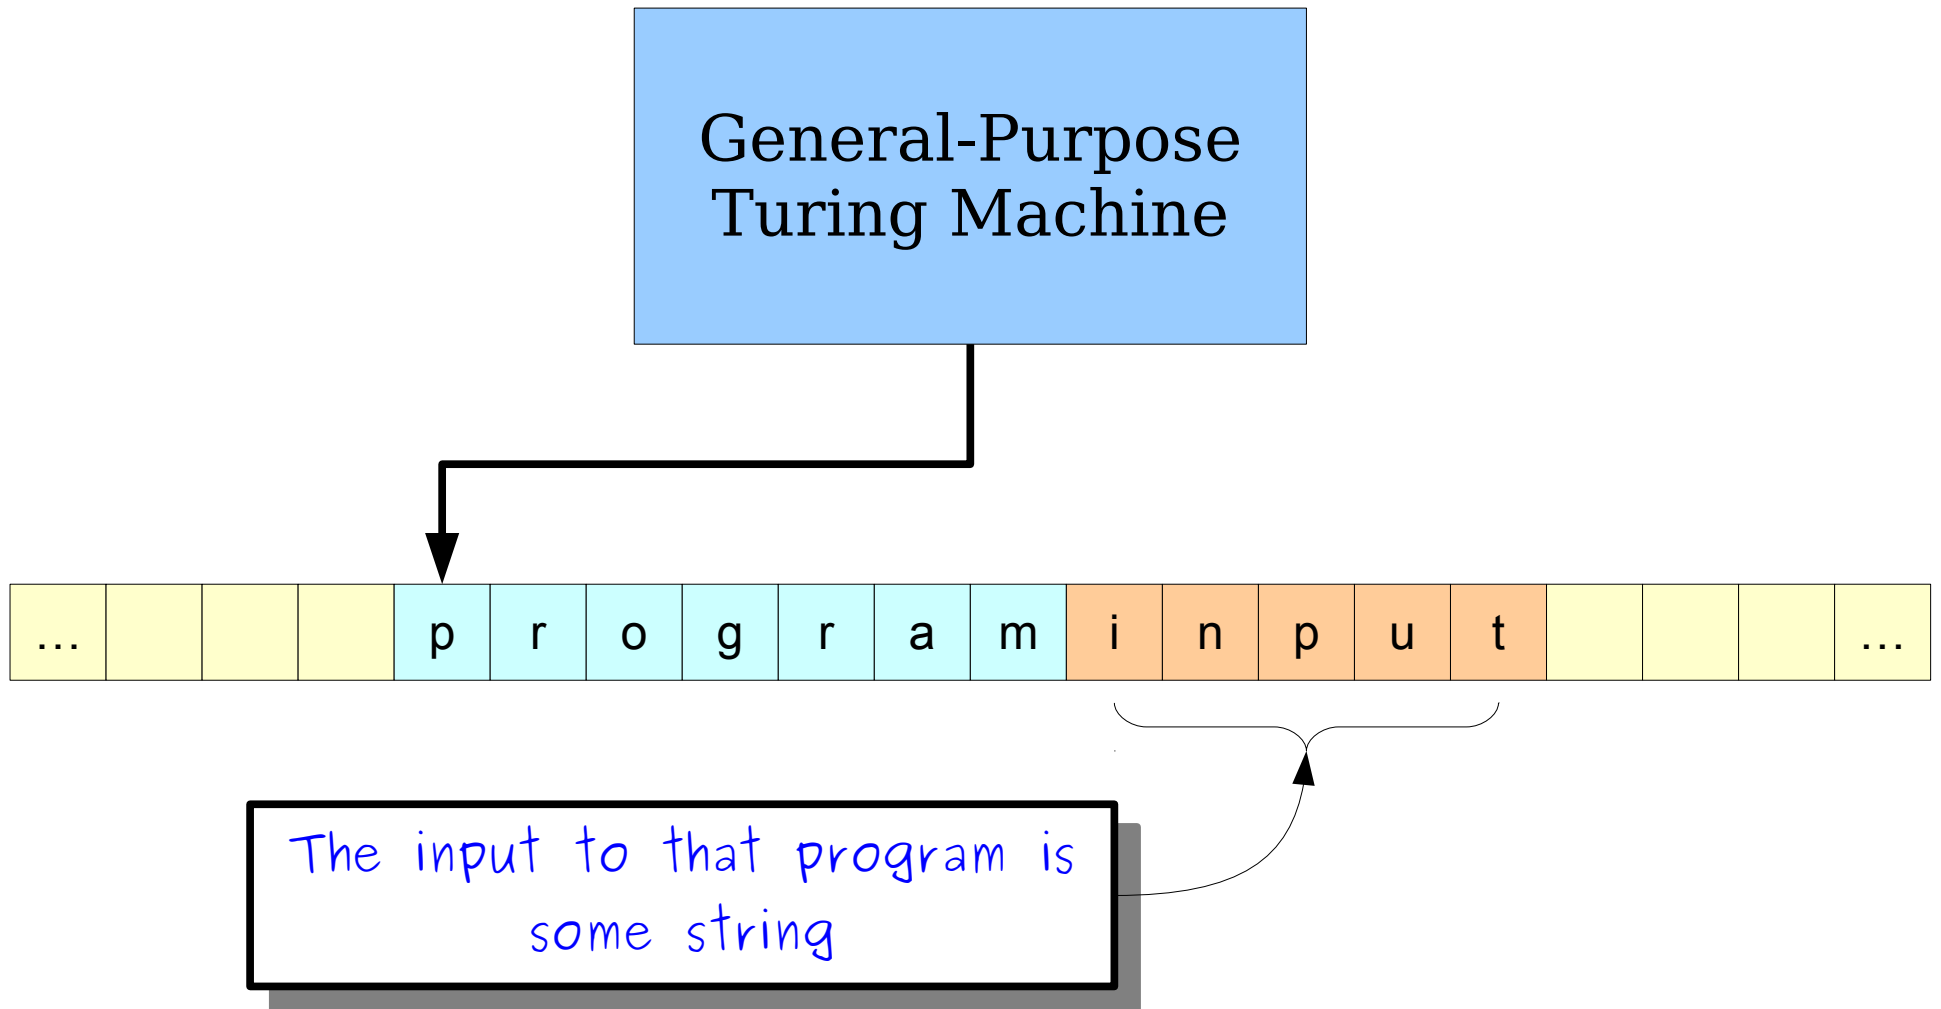 General-Purpose
Turing Machine
… p r o g r a m i n p u t …
The input to that program is
some string